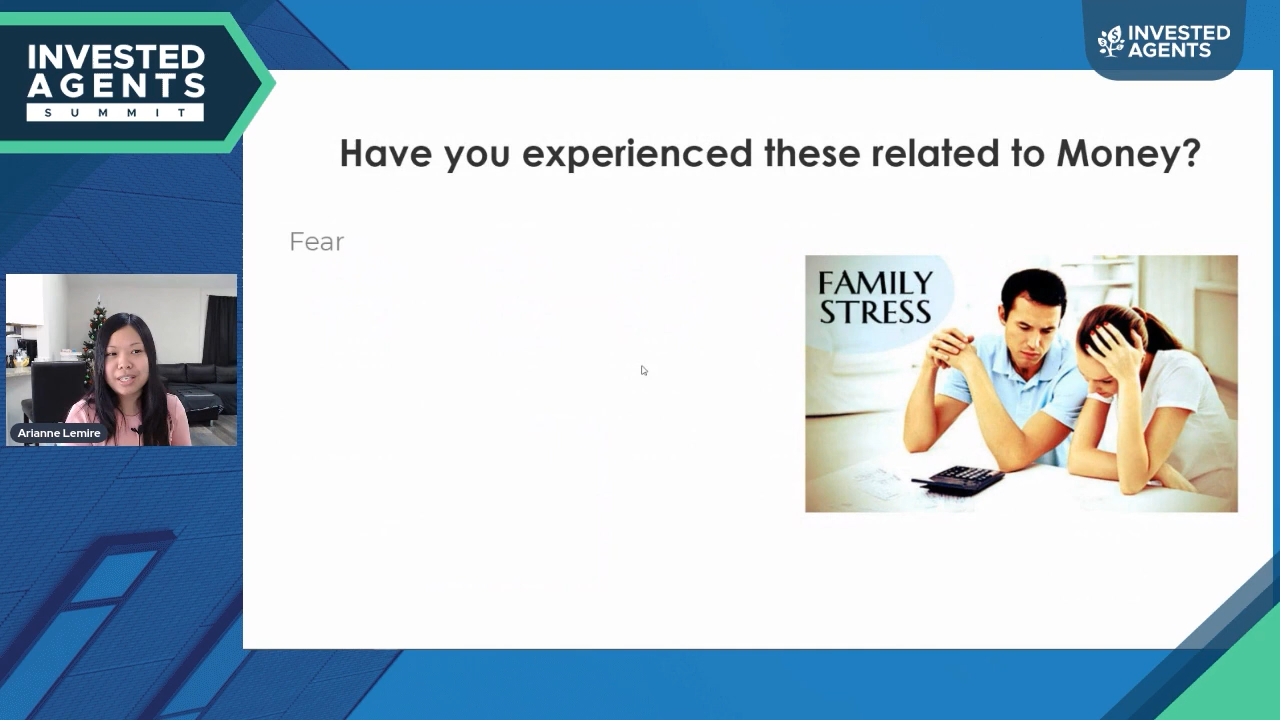 INVESTED
AGENTS
SUMMIT
INVESTED
AGENTS
Have you experienced these related to Money?
Fear
FAMILY
STRESS
Arianne Lemire